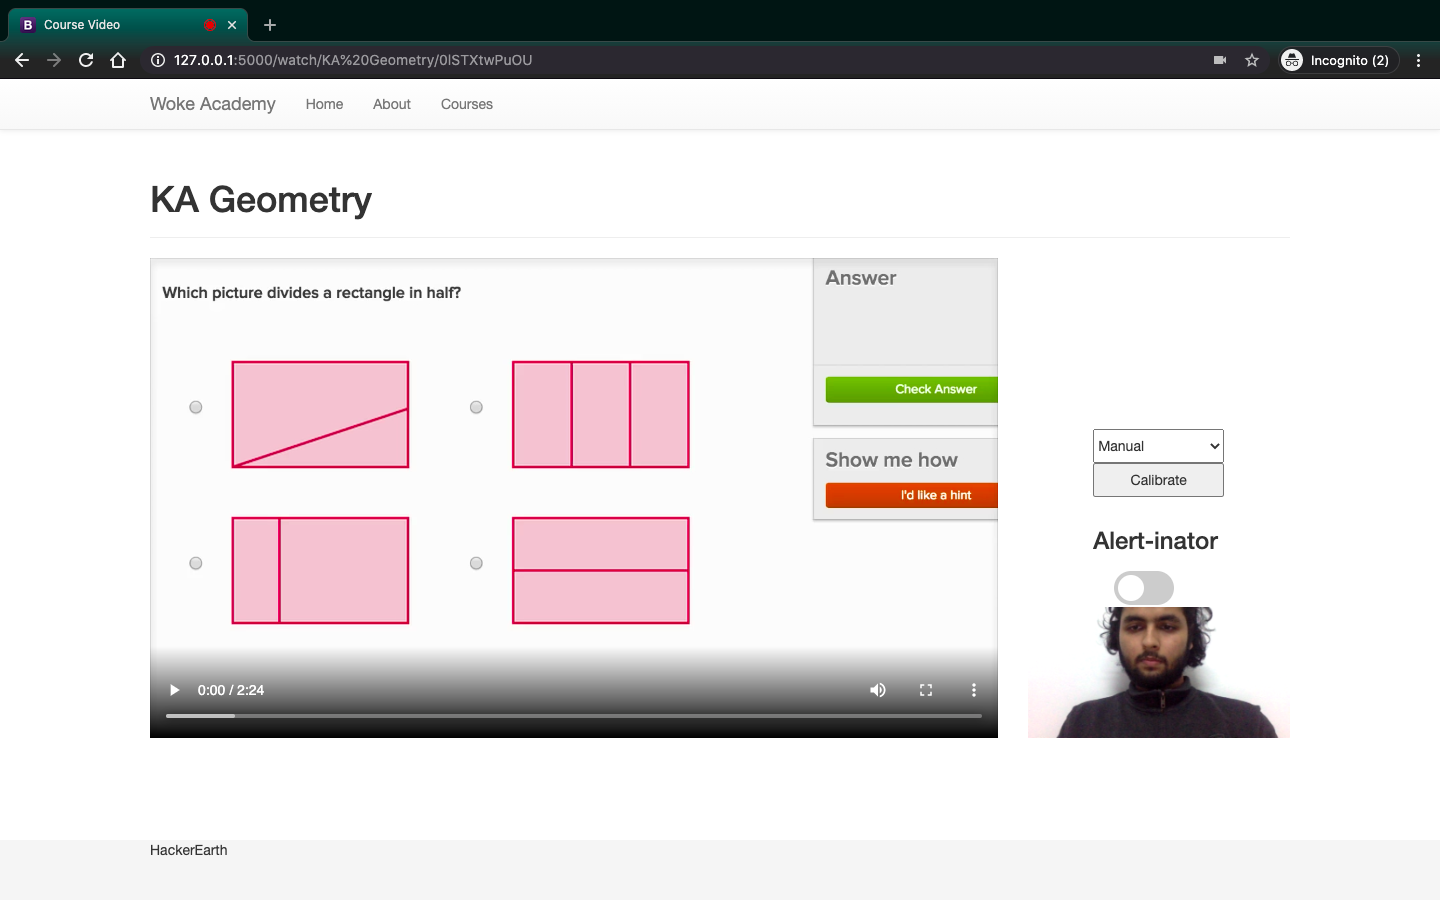 B Course Video
127.0.0.1:5000/watch/KA%20Geometry/0ISTXtwPuOU
Incognito (2)
Woke Academy Home About Courses
KA Geometry
Which picture divides a rectangle in half?
Answer
Check Answer
Show me how
I'd like a hint
0:00 / 2:24
Manual
Calibrate
Alert-inator
HackerEarth